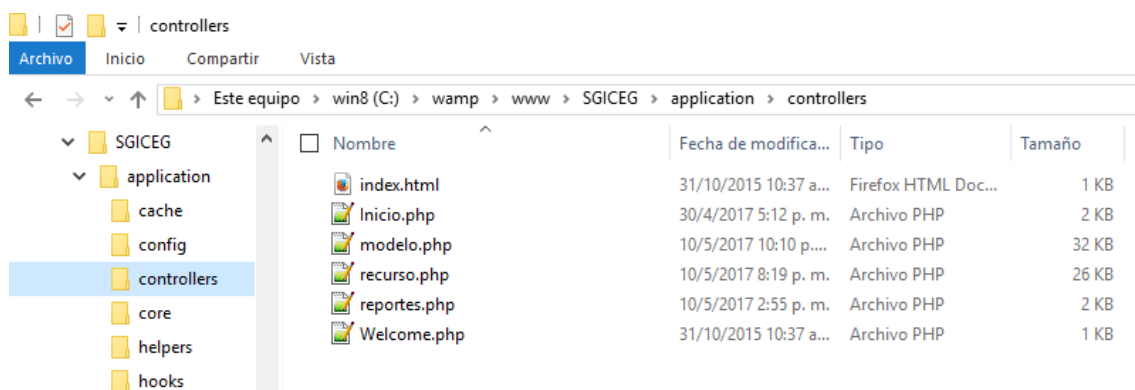 controllers
Archivo Inicio Compartir Vista
Este equipo > win8 (C:) > wamp > www > SGICEG > application > controllers
SGICEG
application
cache
config
controllers
core
helpers
hooks
Nombre Fecha de modifica... Tipo Tamaño
index.html 31/10/2015 10:37 a... Firefox HTML Doc... 1 KB
Inicio.php 30/4/2017 5:12 p. m. Archivo PHP 2 KB
modelo.php 10/5/2017 10:10 p.... Archivo PHP 32 KB
recurso.php 10/5/2017 8:19 p. m. Archivo PHP 26 KB
reportes.php 10/5/2017 2:55 p. m. Archivo PHP 2 KB
Welcome.php 31/10/2015 10:37 a... Archivo PHP 1 KB